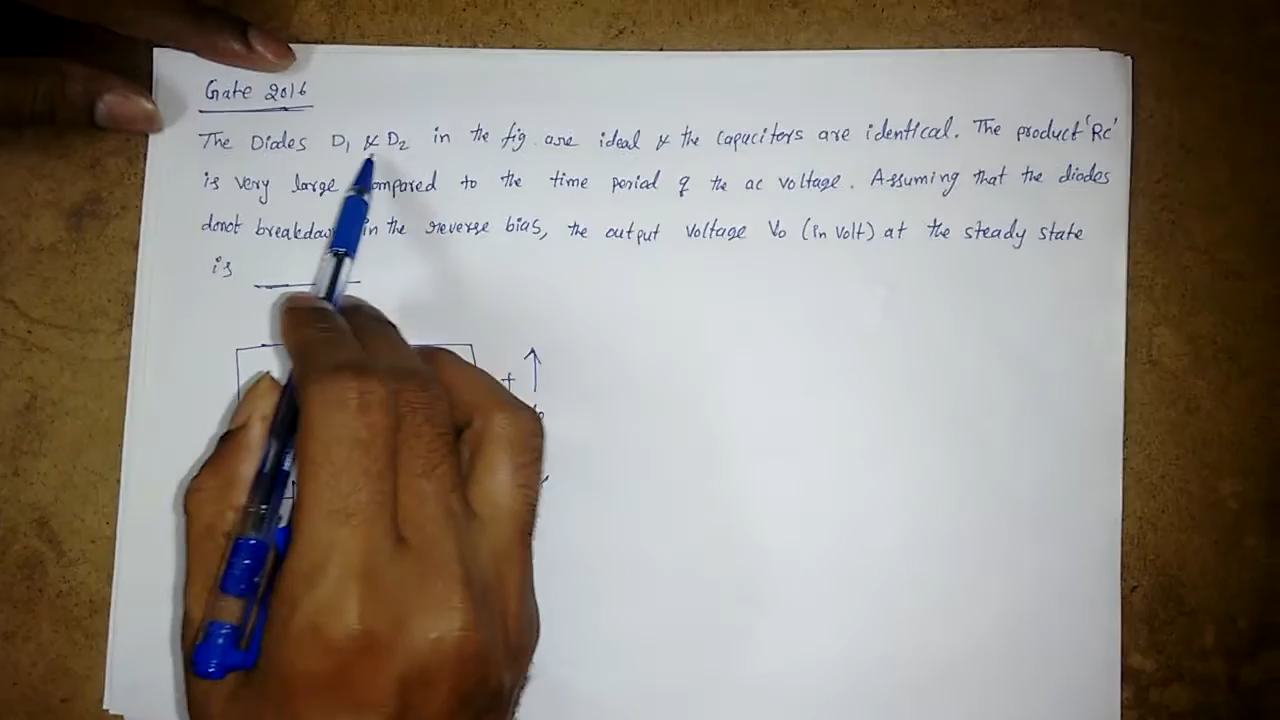 Gate 2016
The Diodes D1 & D2 in the fig are ideal & the capacitors are identical. The product 'RC'
is very large compared to the time period of the ac voltage. Assuming that the diodes
donot breakdown in the reverse bias, the output voltage Vo (in volt) at the steady state
is
+